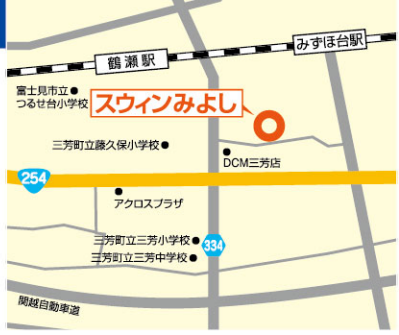 みずほ台駅
鶴瀬駅
富士見市立
つるせ台小学校
スウィンみよし
三芳町立藤久保小学校
DCM三芳店
254
アクロスプラザ
三芳町立三芳小学校
334
三芳町立三芳中学校
関越自動車道